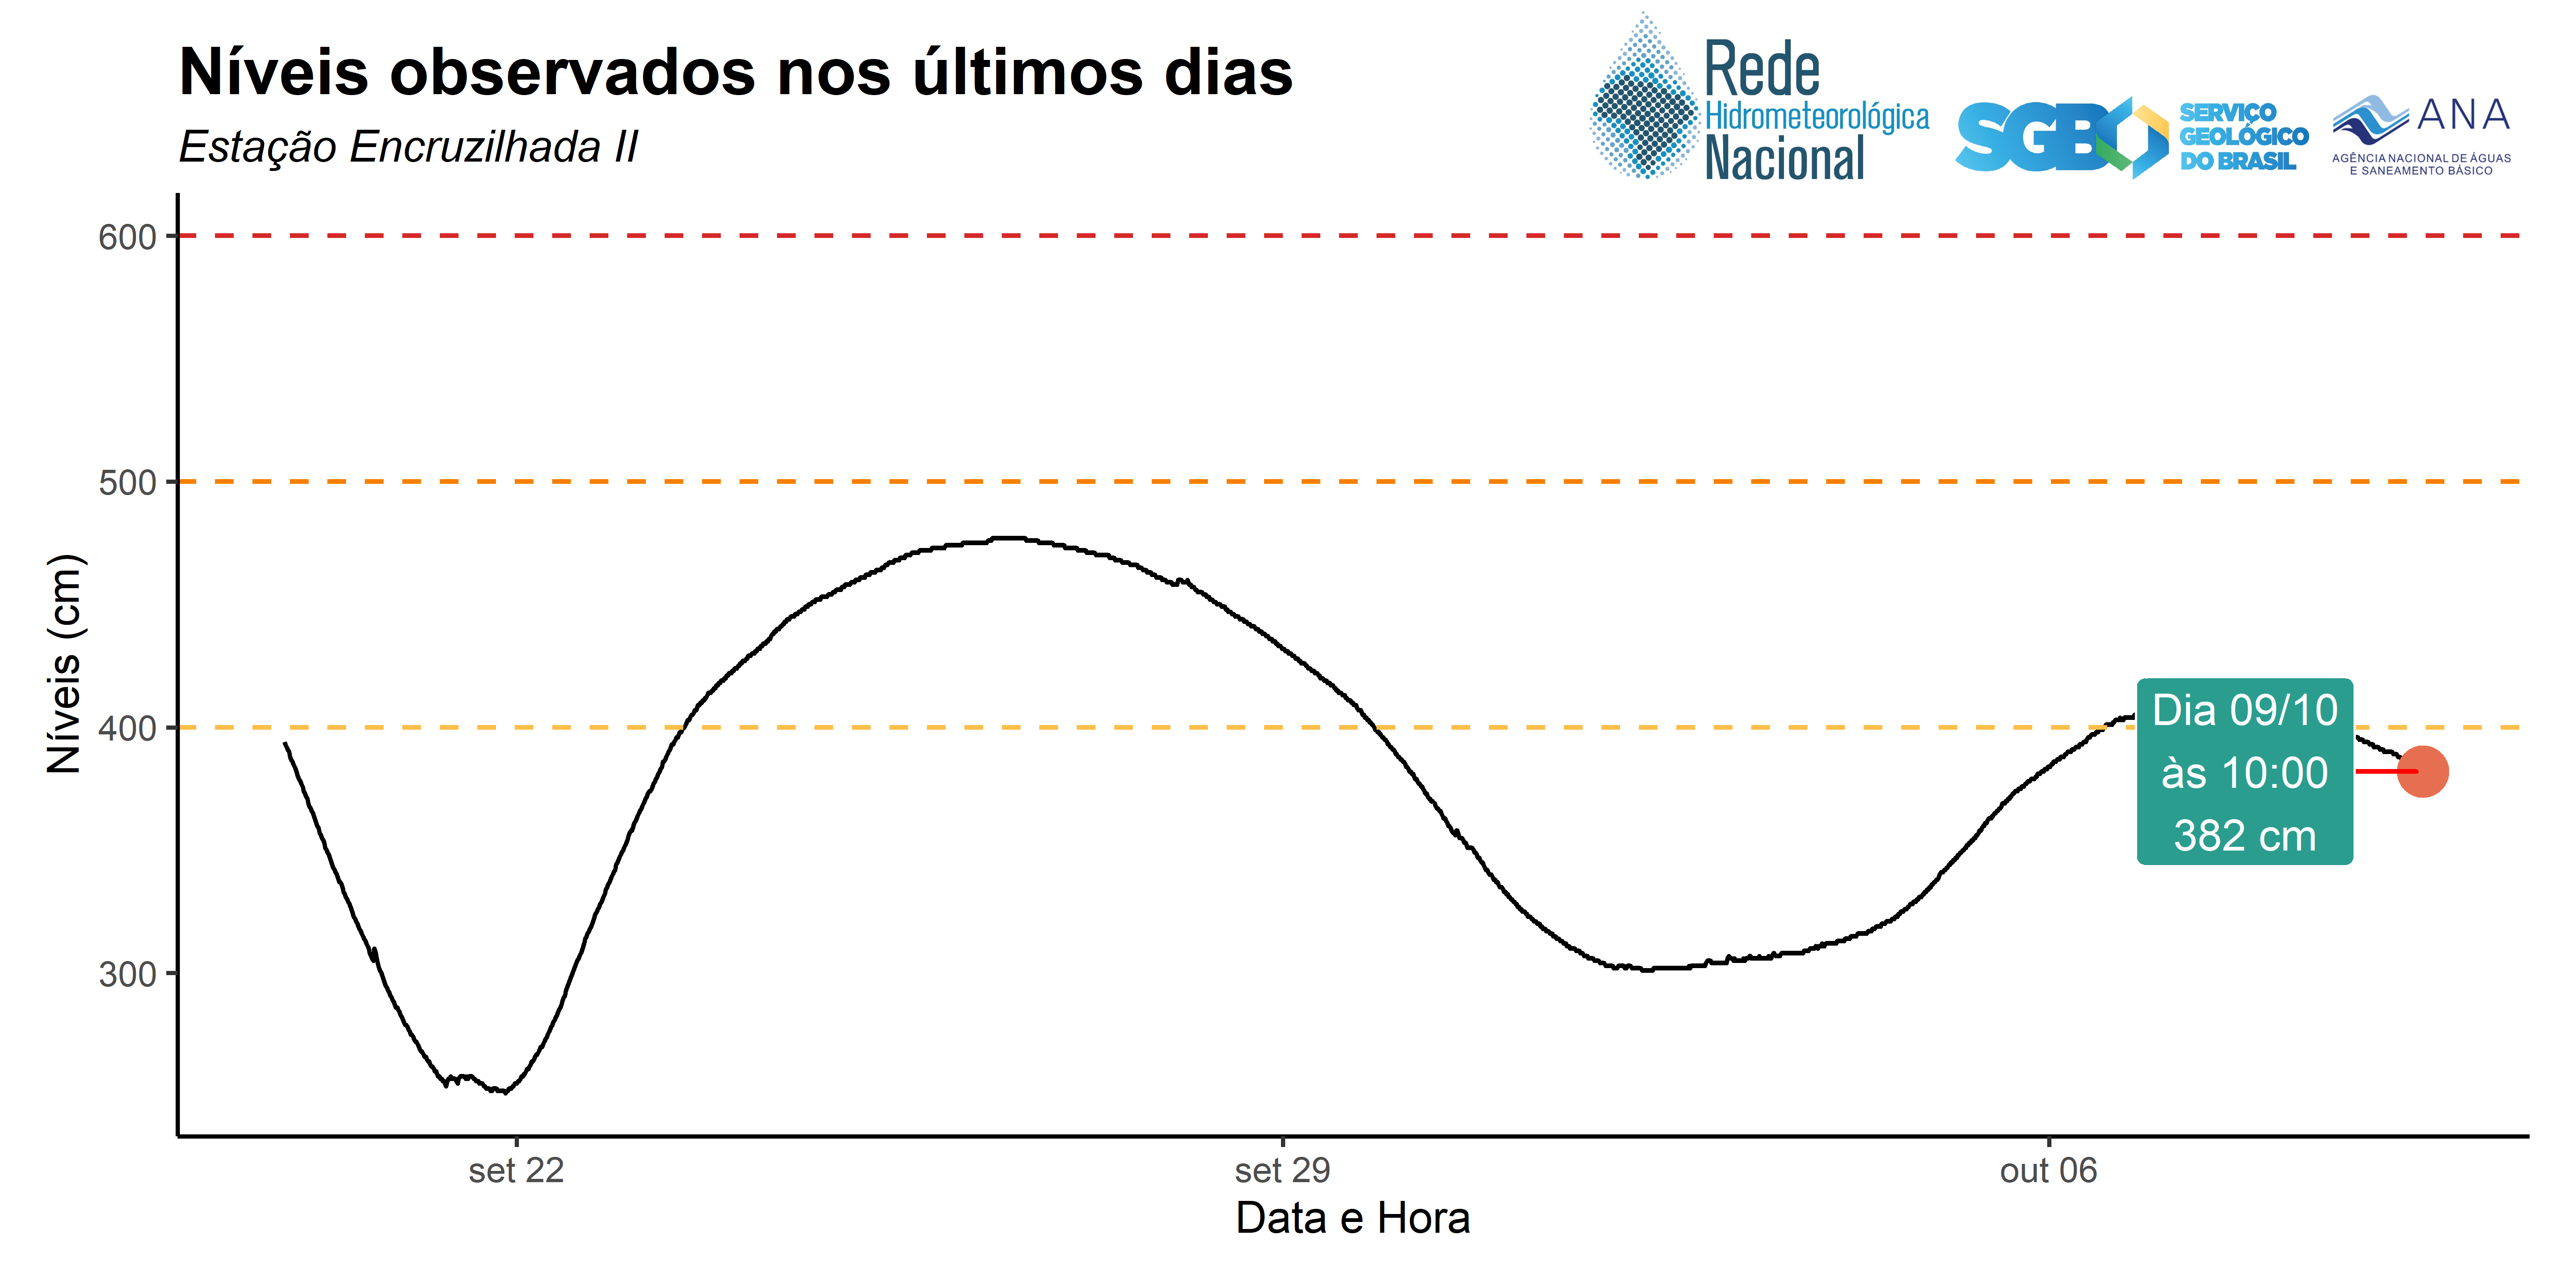 Níveis observados nos últimos dias
Estação Encruzilhada II
Rede
Hidrometeorológica
Nacional
SGB
SERVIÇO
GEOLÓGICO
DO BRASIL
ANA
AGÊNCIA NACIONAL DE ÁGUAS
E SANEAMENTO BÁSICO
Níveis (cm)
600
500
400
300
Dia 09/10
às 10:00
382 cm
set 22
set 29
out 06
Data e Hora